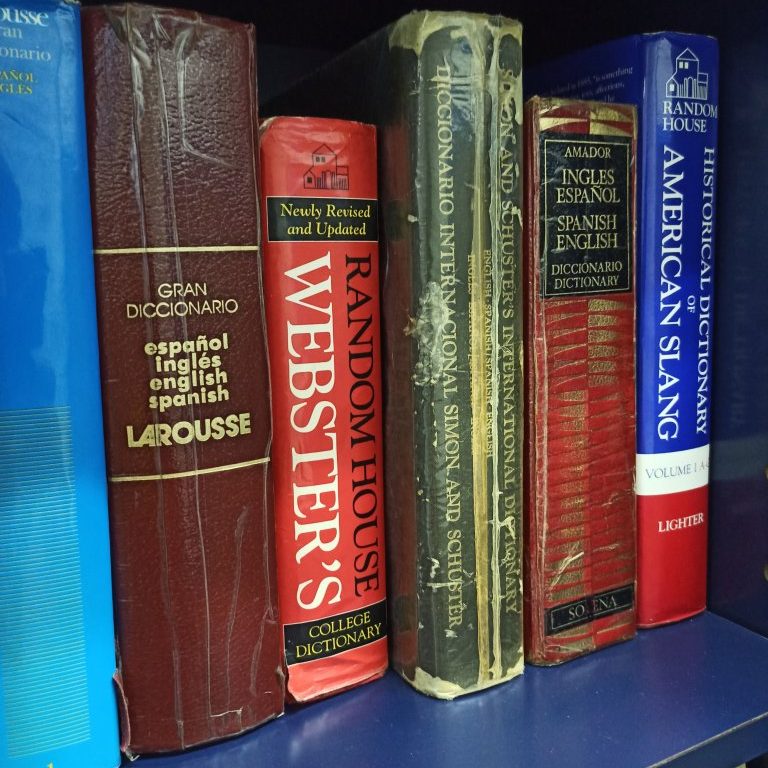 ousse
ran
ionario
AÑOL
GLÉS
GRAN
DICCIONARIO
español
inglés
english
spanish
LAROUSSE
Newly Revised
and Updated
RANDOM HOUSE
WEBSTER'S
COLLEGE
DICTIONARY
SIMON AND SCHUSTER'S INTERNATIONAL DICTIONARY
ENGLISH/SPANISH SPANISH/ENGLISH
DICCIONARIO INTERNACIONAL SIMON AND SCHUSTER
AMADOR
INGLES
ESPAÑOL
SPANISH
ENGLISH
DICCIONARIO
DICTIONARY
SOPENA
RANDOM
HOUSE
HISTORICAL DICTIONARY
OF
AMERICAN SLANG
VOLUME I A-G
LIGHTER